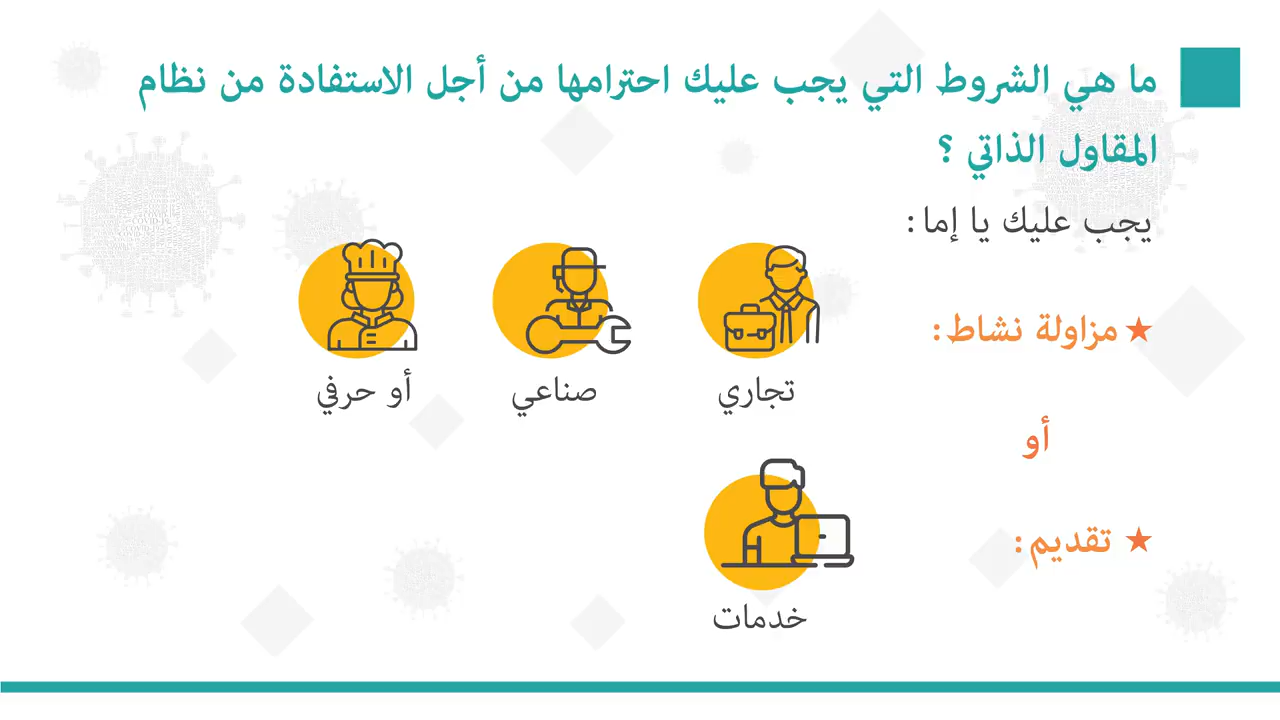 ما هي الشروط التي يجب عليك احترامها من أجل الاستفادة من نظام
المقاول الذاتي ؟
يجب عليك يا إما :
★ مزاولة نشاط :
تجاري
صناعي
أو حرفي
أو
★ تقديم :
خدمات